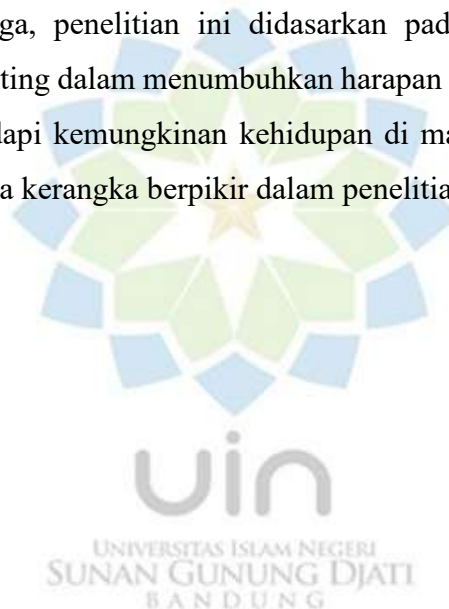 ga, penelitian ini didasarkan pad
ting dalam menumbuhkan harapan
dapi kemungkinan kehidupan di ma
a kerangka berpikir dalam penelitia
uin
UNIVERSITAS ISLAM NEGERI
SUNAN GUNUNG DJATI
BANDUNG